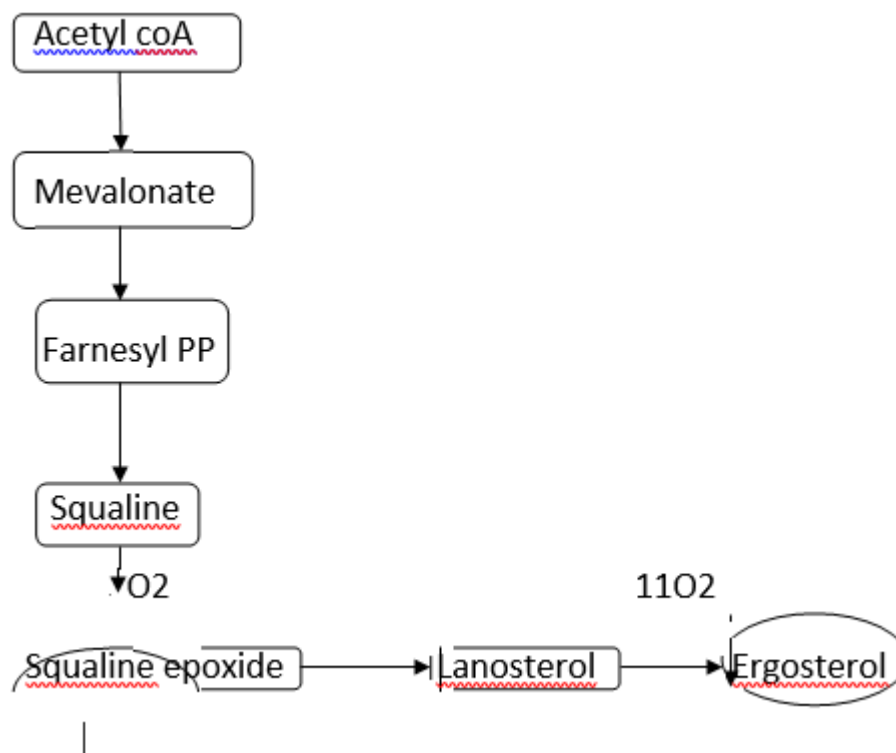 Acetyl coA
Mevalonate
Farnesyl PP
Squaline
O2
11O2
Squaline epoxide
Lanosterol
Ergosterol